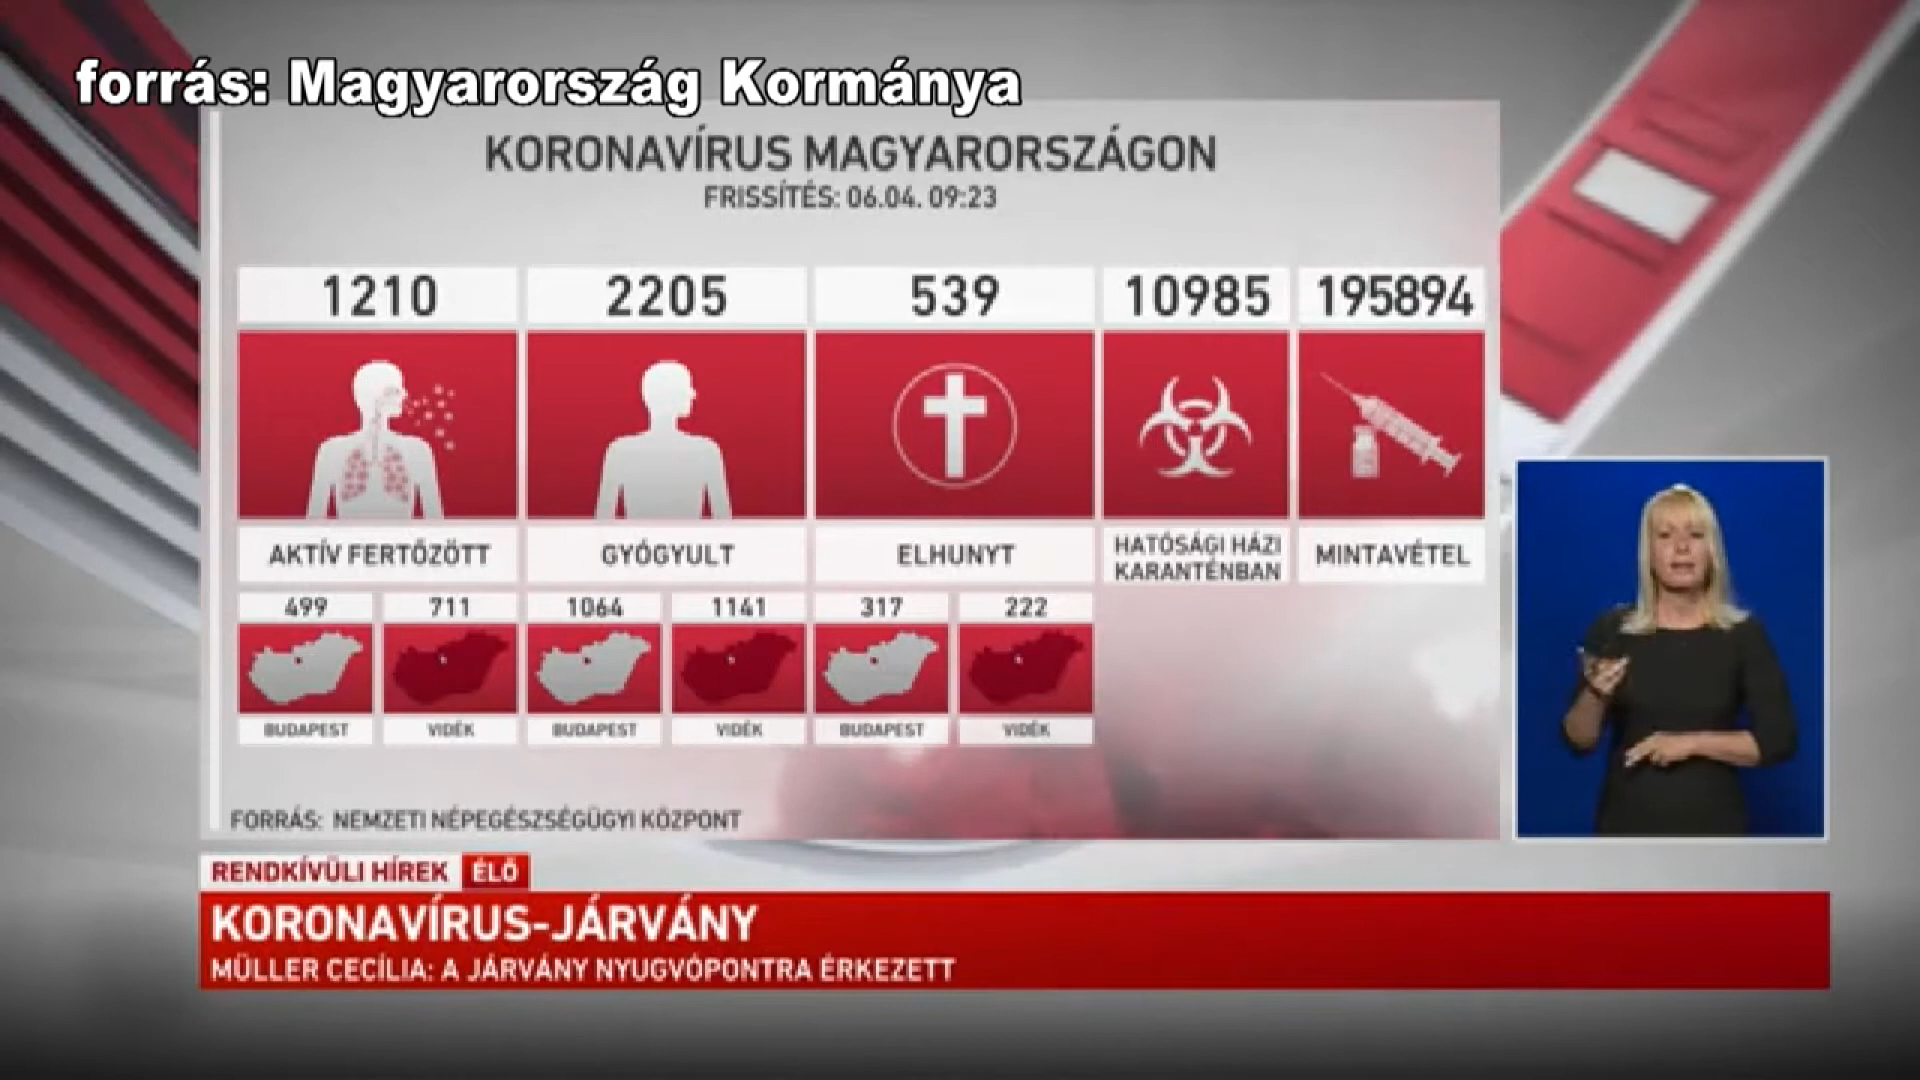 forrás: Magyarország Kormánya
KORONAVÍRUS MAGYARORSZÁGON
FRISSÍTÉS: 06.04. 09:23
1210 2205 539 10985 195894
AKTÍV FERTŐZÖTT GYÓGYULT ELHUNYT HATÓSÁGI HÁZI KARANTÉNBAN MINTAVÉTEL
499 711 1064 1141 317 222
BUDAPEST VIDÉK BUDAPEST VIDÉK BUDAPEST VIDÉK
FORRÁS: NEMZETI NÉPEGÉSZSÉGÜGYI KÖZPONT
RENDKÍVÜLI HÍREK ÉLŐ
KORONAVÍRUS-JÁRVÁNY
MÜLLER CECÍLIA: A JÁRVÁNY NYUGVÓPONTRA ÉRKEZETT